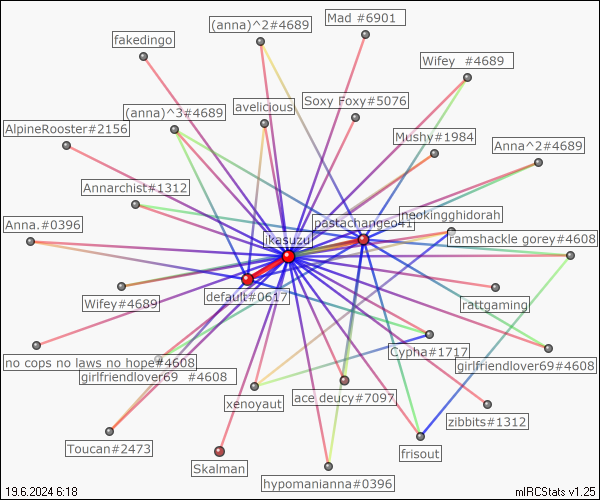 (anna)^2#4689
Mad #6901
fakedingo
Wifey  #4689
(anna)^3#4689
avelicious
Soxy Foxy#5076
AlpineRooster#2156
Mushy#1984
Anna^2#4689
Annarchist#1312
Anna.#0396
pastachange041
neokingghidorah
jkasuzu
ramshackle gorey#4608
Wifey#4689
default#0617
rattgaming
no cops no laws no hope#4608
Cypha#1717
girlfriendlover69#4608
girlfriendlover69  #4608
xenoyaut
ace deucy#7097
zibbits#1312
Toucan#2473
frisout
Skalman
hypomanianna#0396
19.6.2024 6:18
mIRCStats v1.25